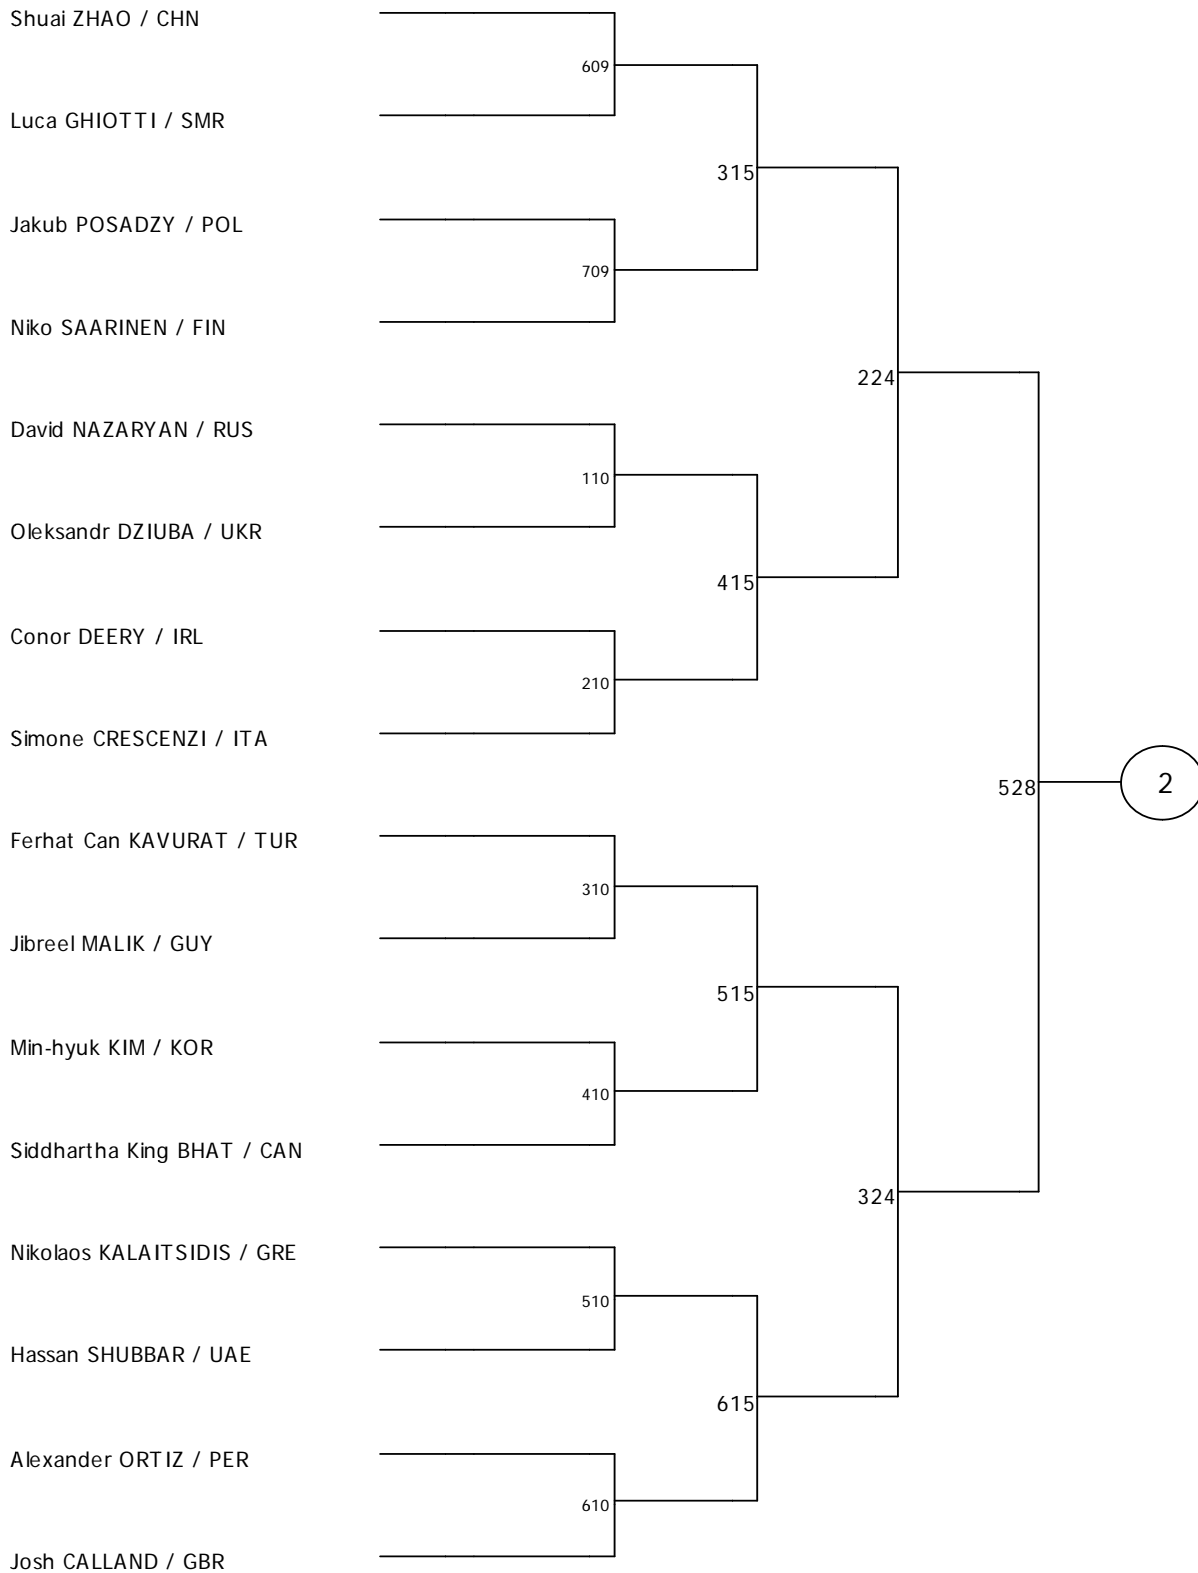 Shuai ZHAO / CHN
609
Luca GHIOTTI / SMR
315
Jakub POSADZY / POL
709
Niko SAARINEN / FIN
224
David NAZARYAN / RUS
110
Oleksandr DZIUBA / UKR
415
Conor DEERY / IRL
210
Simone CRESCENZI / ITA
528
2
Ferhat Can KAVURAT / TUR
310
Jibreel MALIK / GUY
515
Min-hyuk KIM / KOR
410
Siddhartha King BHAT / CAN
324
Nikolaos KALAITSIDIS / GRE
510
Hassan SHUBBAR / UAE
615
Alexander ORTIZ / PER
610
Josh CALLAND / GBR